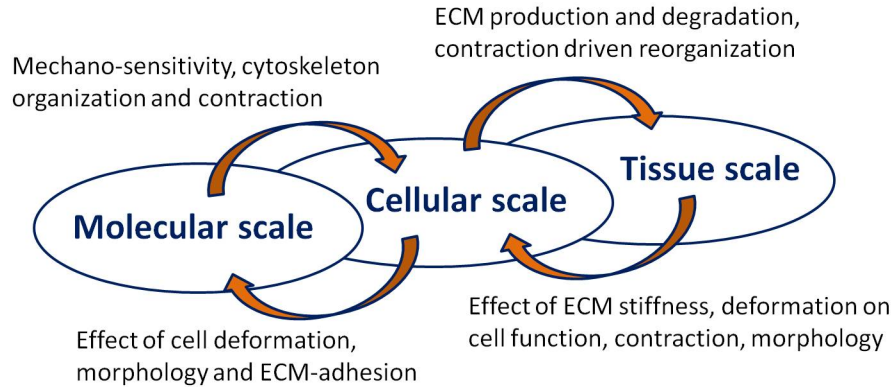 ECM production and degradation,
contraction driven reorganization
Mechano-sensitivity, cytoskeleton
organization and contraction
Tissue scale
Cellular scale
Molecular scale
Effect of ECM stiffness, deformation on
cell function, contraction, morphology
Effect of cell deformation,
morphology and ECM-adhesion